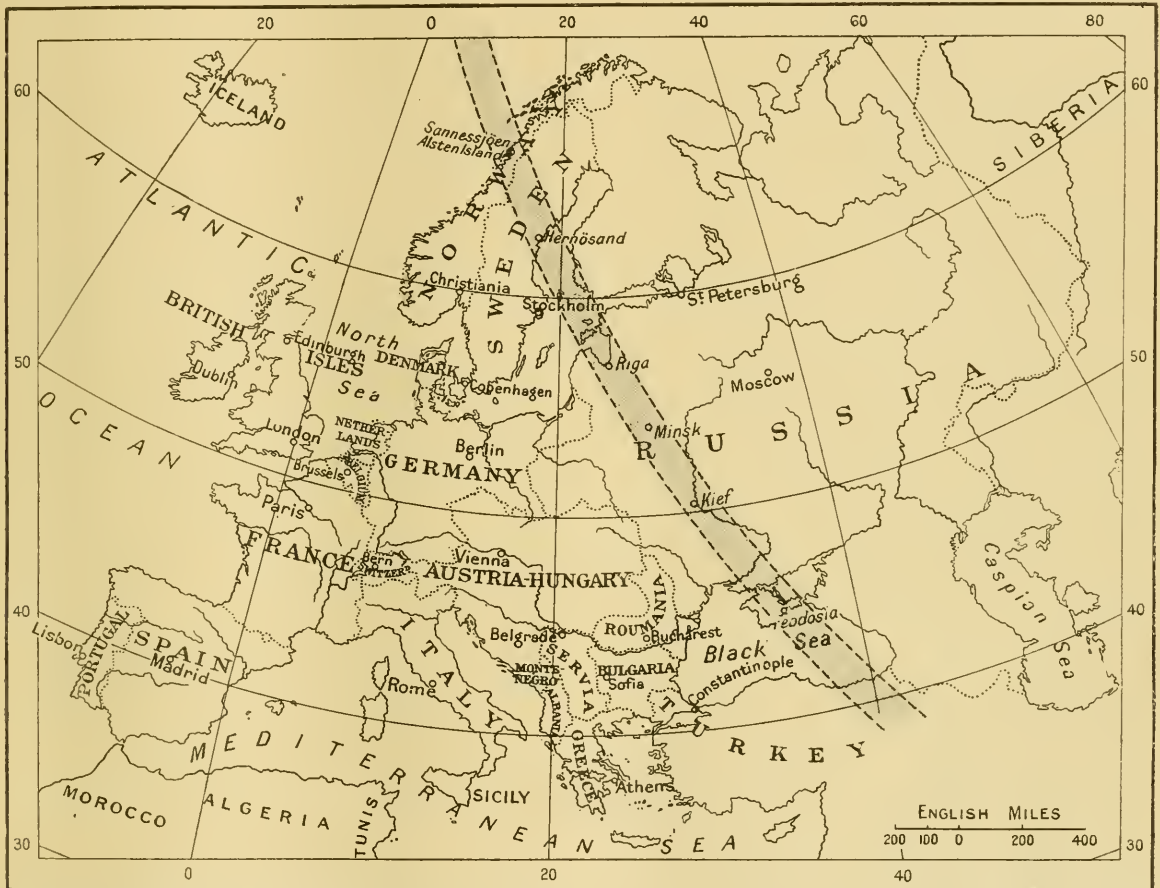 20 0 20 40 60 80
60
60
ICELAND
SIBERIA
ATLANTIC
Sannessjöen
Alsten Island
NORWAY
SWEDEN
Hernösand
Christiania
Stockholm
St. Petersburg
BRITISH
ISLES
North
Sea
Edinburgh
DENMARK
Dublin
Copenhagen
Riga
Moscow
50
50
OCEAN
RUSSIA
London
NETHER
LANDS
Berlin
Minsk
Brussels
BELGIUM
GERMANY
Paris
Kief
FRANCE
Bern
Vienna
AUSTRIA-HUNGARY
Caspian
Sea
40
40
Lisbon
PORTUGAL
SPAIN
Madrid
ITALY
Rome
Belgrade
ROUMANIA
Bucharest
Feodosia
Black
Sea
MONTE
NEGRO
SERVIA
BULGARIA
Sofia
ALBANIA
Constantinople
TURKEY
GREECE
Athens
MEDITERRANEAN SEA
SICILY
MOROCCO
ALGERIA
TUNIS
ENGLISH MILES
200 100 0 200 400
30
30
0 20 40